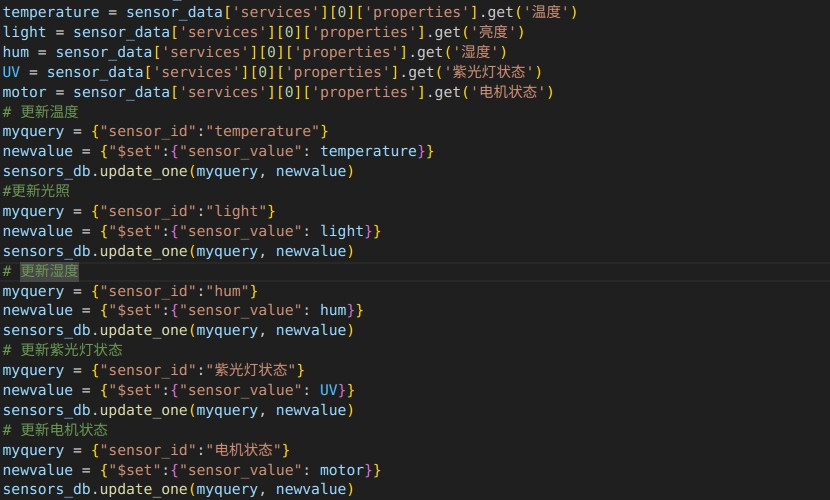 temperature = sensor_data['services'][0]['properties'].get('温度')
light = sensor_data['services'][0]['properties'].get('亮度')
hum = sensor_data['services'][0]['properties'].get('湿度')
UV = sensor_data['services'][0]['properties'].get('紫光灯状态')
motor = sensor_data['services'][0]['properties'].get('电机状态')
# 更新温度
myquery = {"sensor_id":"temperature"}
newvalue = {"$set":{"sensor_value": temperature}}
sensors_db.update_one(myquery, newvalue)
#更新光照
myquery = {"sensor_id":"light"}
newvalue = {"$set":{"sensor_value": light}}
sensors_db.update_one(myquery, newvalue)
# 更新湿度
myquery = {"sensor_id":"hum"}
newvalue = {"$set":{"sensor_value": hum}}
sensors_db.update_one(myquery, newvalue)
# 更新紫光灯状态
myquery = {"sensor_id":"紫光灯状态"}
newvalue = {"$set":{"sensor_value": UV}}
sensors_db.update_one(myquery, newvalue)
# 更新电机状态
myquery = {"sensor_id":"电机状态"}
newvalue = {"$set":{"sensor_value": motor}}
sensors_db.update_one(myquery, newvalue)